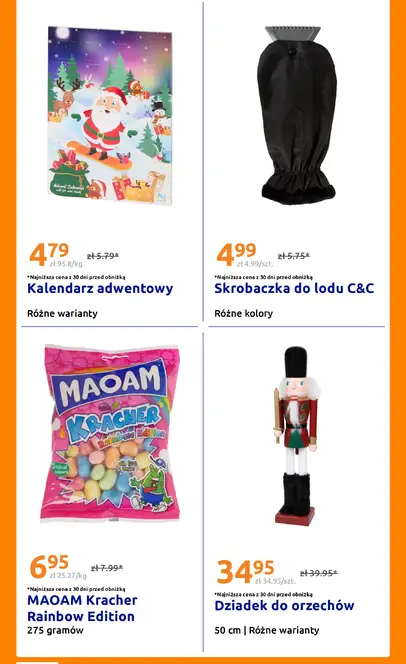 Advent Calendar
4 79
zł 5.79*
zł 95.8/kg
*Najniższa cena z 30 dni przed obniżką
Kalendarz adwentowy
Różne warianty
4 99
zł 5.75*
zł 4.99/szt.
*Najniższa cena z 30 dni przed obniżką
Skrobaczka do lodu C&C
Różne kolory
MAOAM
KRACHER
Rainbow Edition
6 95
zł 7.99*
zł 25.27/kg
*Najniższa cena z 30 dni przed obniżką
MAOAM Kracher
Rainbow Edition
275 gramów
34 95
zł 39.95*
zł 34.95/szt.
*Najniższa cena z 30 dni przed obniżką
Dziadek do orzechów
50 cm | Różne warianty